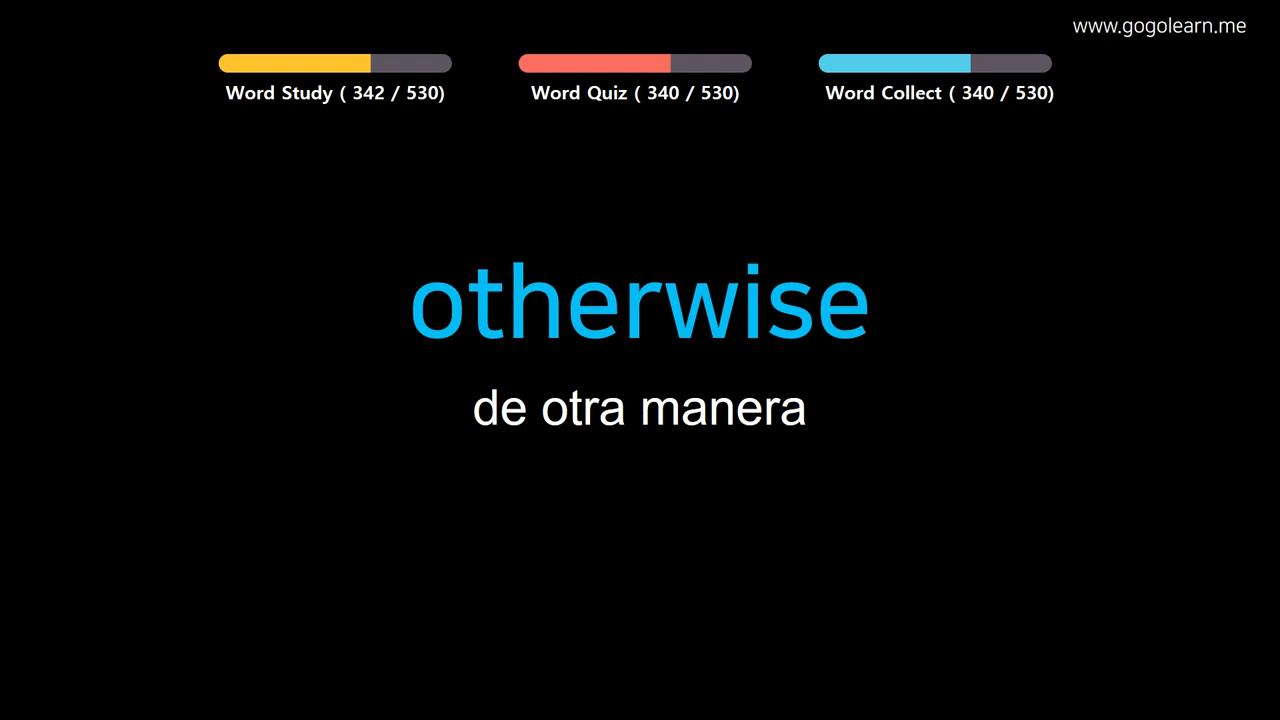 www.gogolearn.me
Word Study ( 342 / 530)
Word Quiz ( 340 / 530)
Word Collect ( 340 / 530)
otherwise
de otra manera